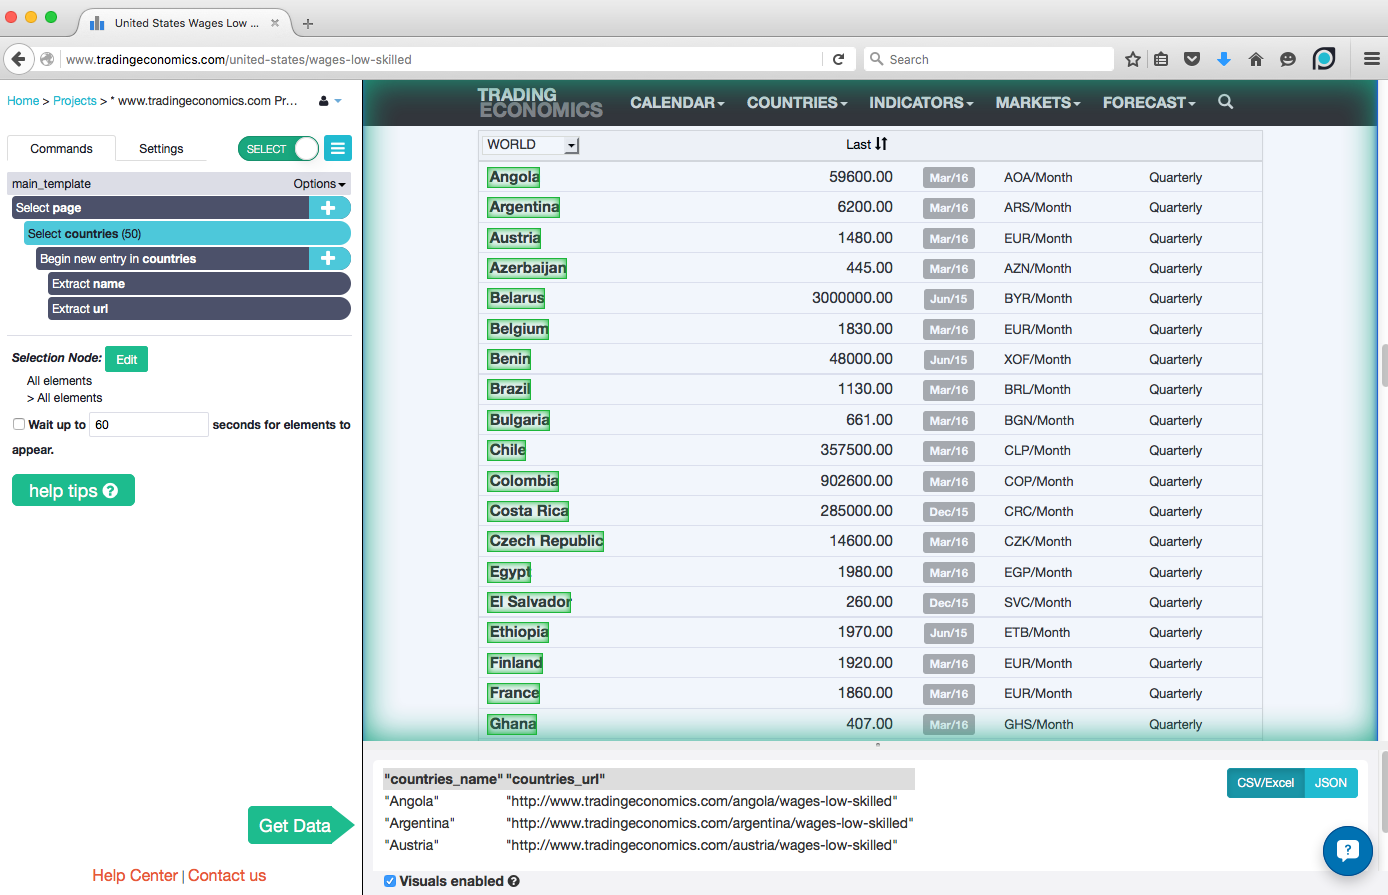 United States Wages Low ...
www.tradingeconomics.com/united-states/wages-low-skilled
Search
Home > Projects > * www.tradingeconomics.com Pr...
Commands Settings SELECT
main_template Options
Select page
Select countries (50)
Begin new entry in countries
Extract name
Extract url
Selection Node: Edit
All elements
> All elements
Wait up to 60 seconds for elements to
appear.
help tips ?
Get Data
Help Center | Contact us
TRADING
ECONOMICS
CALENDAR COUNTRIES INDICATORS MARKETS FORECAST
WORLD Last
Angola 59600.00 Mar/16 AOA/Month Quarterly
Argentina 6200.00 Mar/16 ARS/Month Quarterly
Austria 1480.00 Mar/16 EUR/Month Quarterly
Azerbaijan 445.00 Mar/16 AZN/Month Quarterly
Belarus 3000000.00 Jun/15 BYR/Month Quarterly
Belgium 1830.00 Mar/16 EUR/Month Quarterly
Benin 48000.00 Jun/15 XOF/Month Quarterly
Brazil 1130.00 Mar/16 BRL/Month Quarterly
Bulgaria 661.00 Mar/16 BGN/Month Quarterly
Chile 357500.00 Mar/16 CLP/Month Quarterly
Colombia 902600.00 Mar/16 COP/Month Quarterly
Costa Rica 285000.00 Dec/15 CRC/Month Quarterly
Czech Republic 14600.00 Mar/16 CZK/Month Quarterly
Egypt 1980.00 Mar/16 EGP/Month Quarterly
El Salvador 260.00 Dec/15 SVC/Month Quarterly
Ethiopia 1970.00 Jun/15 ETB/Month Quarterly
Finland 1920.00 Mar/16 EUR/Month Quarterly
France 1860.00 Mar/16 EUR/Month Quarterly
Ghana 407.00 Mar/16 GHS/Month Quarterly
"countries_name" "countries_url"
"Angola" "http://www.tradingeconomics.com/angola/wages-low-skilled"
"Argentina" "http://www.tradingeconomics.com/argentina/wages-low-skilled"
"Austria" "http://www.tradingeconomics.com/austria/wages-low-skilled"
CSV/Excel JSON
Visuals enabled ?